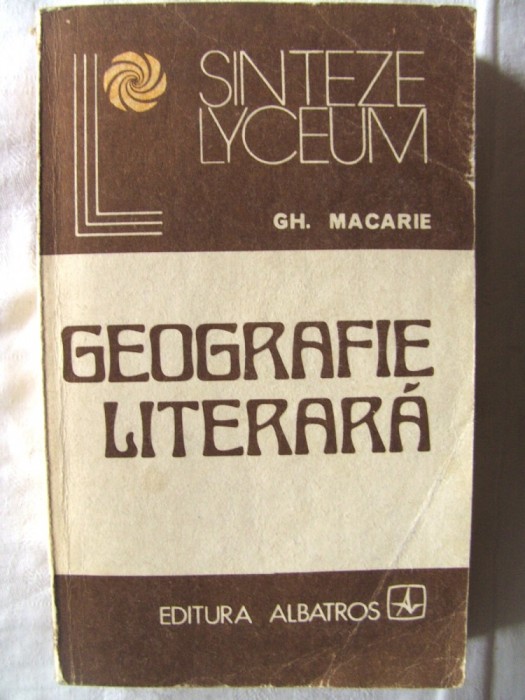 SINTEZE
LYCEUM
GH. MACARIE
GEOGRAFIE
LITERARĂ
EDITURA ALBATROS